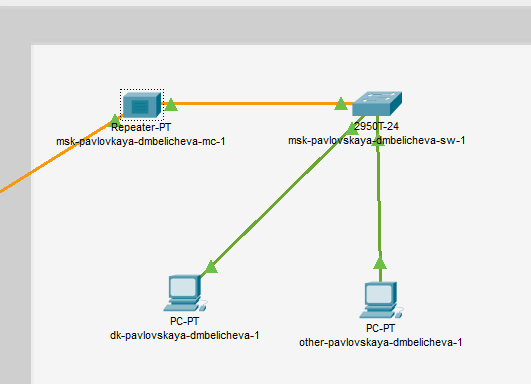 Repeater-PT
msk-pavlovkaya-dmbelicheva-mc-1
2950T-24
msk-pavlovskaya-dmbelicheva-sw-1
PC-PT
dk-pavlovskaya-dmbelicheva-1
PC-PT
other-pavlovskaya-dmbelicheva-1